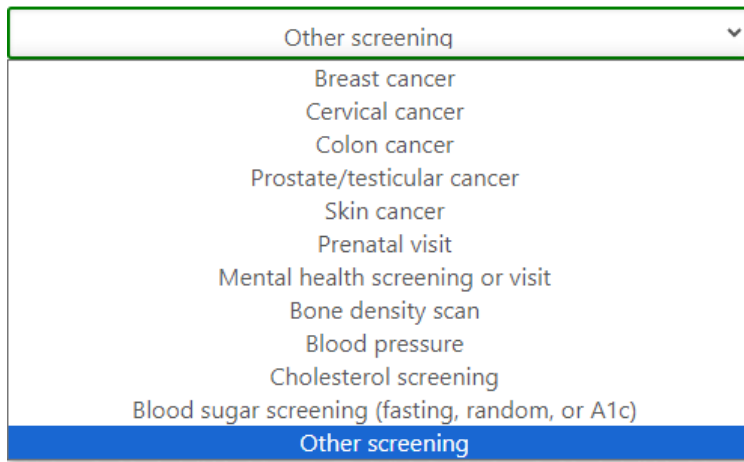 Other screening
Breast cancer
Cervical cancer
Colon cancer
Prostate/testicular cancer
Skin cancer
Prenatal visit
Mental health screening or visit
Bone density scan
Blood pressure
Cholesterol screening
Blood sugar screening (fasting, random, or A1c)
Other screening